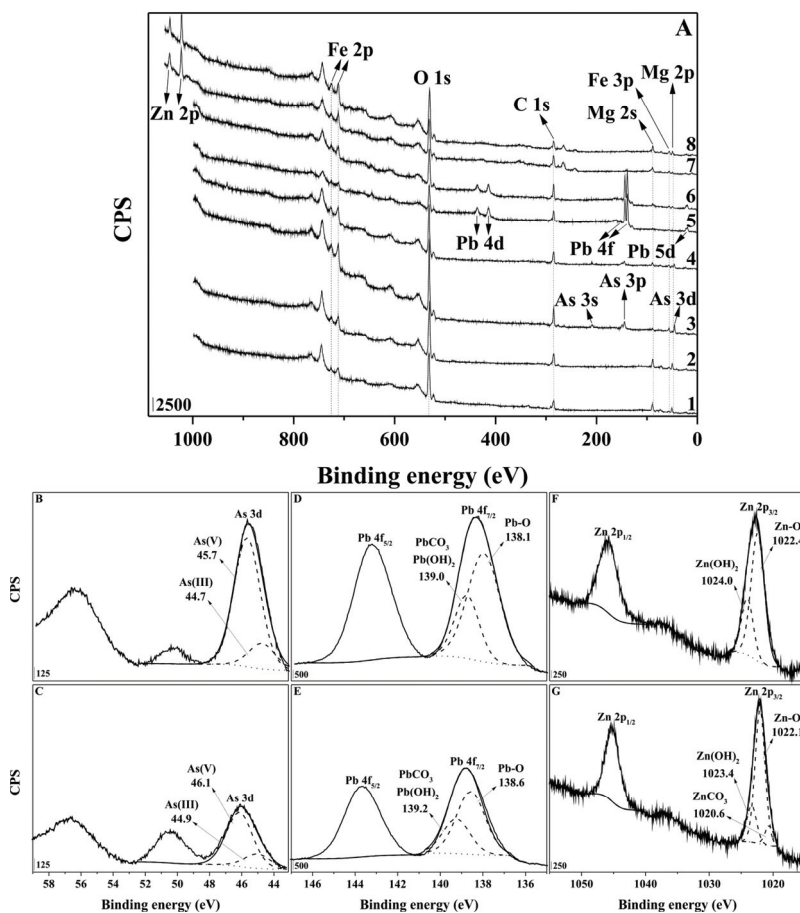 A
Fe 2p
O 1s
Zn 2p
C 1s
Fe 3p
Mg 2p
Mg 2s
8
7
6
5
Pb 4d
Pb 4f
Pb 5d
4
As 3s
As 3p
As 3d
3
2
1
2500
CPS
1000 800 600 400 200 0
Binding energy (eV)
B
As 3d
As(V)
45.7
As(III)
44.7
125
CPS
D
Pb 4f5/2
Pb 4f7/2
PbCO3
Pb(OH)2
139.0
Pb-O
138.1
500
F
Zn 2p1/2
Zn 2p3/2
Zn-O
1022.4
Zn(OH)2
1024.0
250
C
As(V)
46.1
As 3d
As(III)
44.9
125
CPS
58 56 54 52 50 48 46 44
Binding energy (eV)
E
Pb 4f5/2
Pb 4f7/2
PbCO3
Pb(OH)2
139.2
Pb-O
138.6
500
146 144 142 140 138 136
Binding energy (eV)
G
Zn 2p1/2
Zn 2p3/2
Zn-O
Zn(OH)2
1023.4
ZnCO3
1020.6
250
1050 1040 1030 1020
Binding energy (eV)